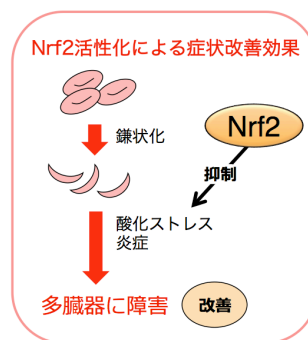 Nrf2活性化による症状改善効果
鎌状化
Nrf2
抑制
酸化ストレス
炎症
多臓器に障害
改善